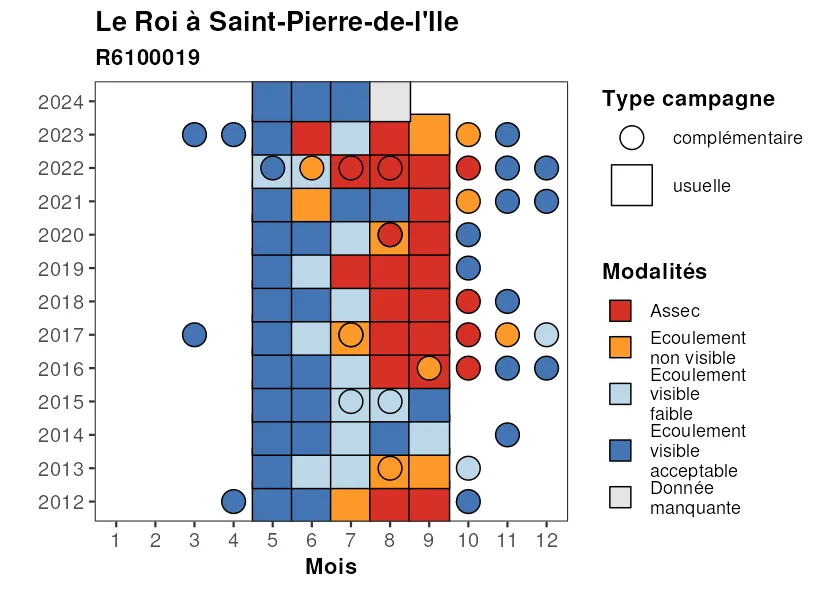 Le Roi à Saint-Pierre-de-l'Ile
R6100019
2024
2023
2022
2021
2020
2019
2018
2017
2016
2015
2014
2013
2012
1 2 3 4 5 6 7 8 9 10 11 12
Mois
Type campagne
complémentaire
usuelle
Modalités
Assec
Ecoulement
non visible
Ecoulement
visible
faible
Ecoulement
visible
acceptable
Donnée
manquante